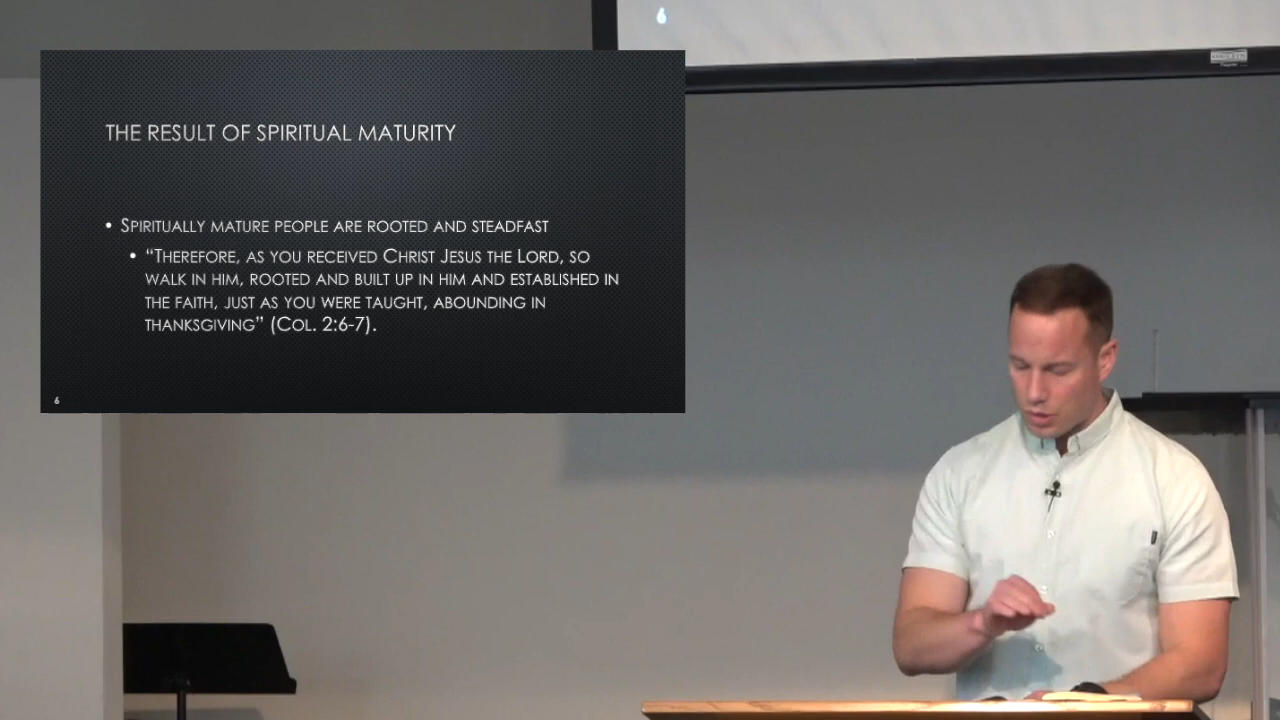 6
THE RESULT OF SPIRITUAL MATURITY
• SPIRITUALLY MATURE PEOPLE ARE ROOTED AND STEADFAST
• “THEREFORE, AS YOU RECEIVED CHRIST JESUS THE LORD, SO
WALK IN HIM, ROOTED AND BUILT UP IN HIM AND ESTABLISHED IN
THE FAITH, JUST AS YOU WERE TAUGHT, ABOUNDING IN
THANKSGIVING” (COL. 2:6-7).
6